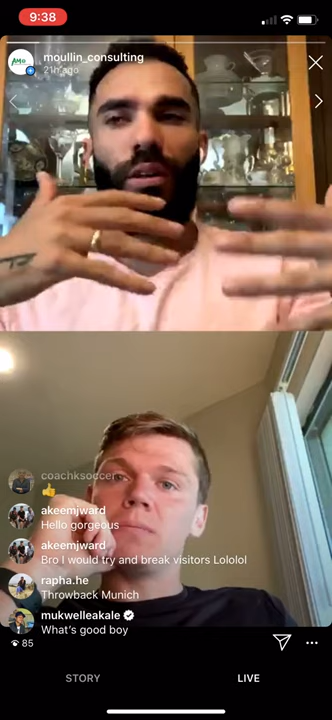 9:38
AMO
moullin_consulting
21h ago
coachksoccer
👍
akeemjward
Hello gorgeous
akeemjward
Bro I would try and break visitors Lololol
rapha.he
Throwback Munich
mukwelleakale
What's good boy
85
STORY
LIVE